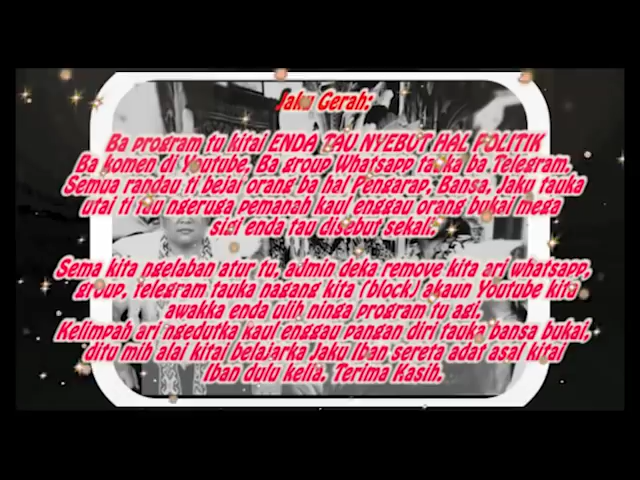 Jaku Gerah:
Ba program tu kitai ENDA TAU NYEBUT HAL POLITIK
Ba komen di Youtube, Ba group Whatsapp tauka ba Telegram.
Semua randau ti bejai orang ba hal Pengarap, Bansa, Jaku tauka
utai ti tau ngeruga pemanah kaul enggau orang bukai mega
siti enda tau disebut sekali.
Sema kita ngelaban atur tu, admin deka remove kita ari whatsapp,
group, Telegram tauka nagang kita (block) akaun Youtube kita
awakka enda ulih ninga program tu agi.
Kelimpah ari ngedutka kaul enggau pangan diri tauka bansa bukai,
ditu mih alai kitai belajarka Jaku Iban sereta adat asal kitai
Iban dulu kelia. Terima Kasih.